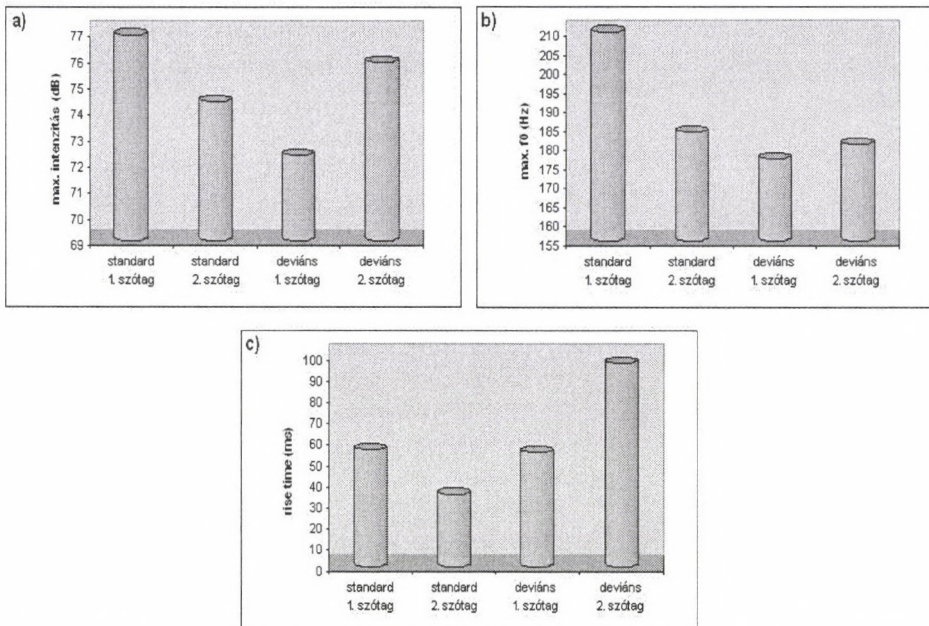 a)
max. intenzitás (dB)
77
76
75
74
73
72
71
70
69
standard
1. szótag
standard
2. szótag
deviáns
1. szótag
deviáns
2. szótag
b)
max. f0 (Hz)
210
205
200
195
190
185
180
175
170
165
160
155
standard
1. szótag
standard
2. szótag
deviáns
1. szótag
deviáns
2. szótag
c)
rise time (ms)
100
90
80
70
60
50
40
30
20
10
0
standard
1. szótag
standard
2. szótag
deviáns
1. szótag
deviáns
2. szótag